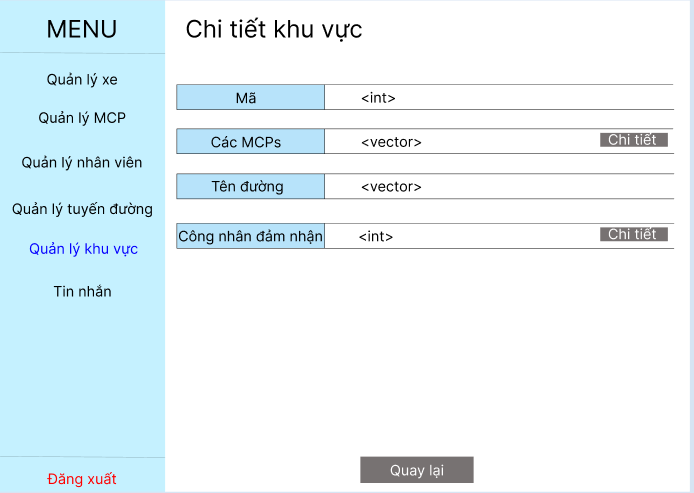 MENU
Quản lý xe
Quản lý MCP
Quản lý nhân viên
Quản lý tuyến đường
Quản lý khu vực
Tin nhắn
Đăng xuất
Chi tiết khu vực
Mã <int>
Các MCPs <vector> Chi tiết
Tên đường <vector>
Công nhân đảm nhận <int> Chi tiết
Quay lại